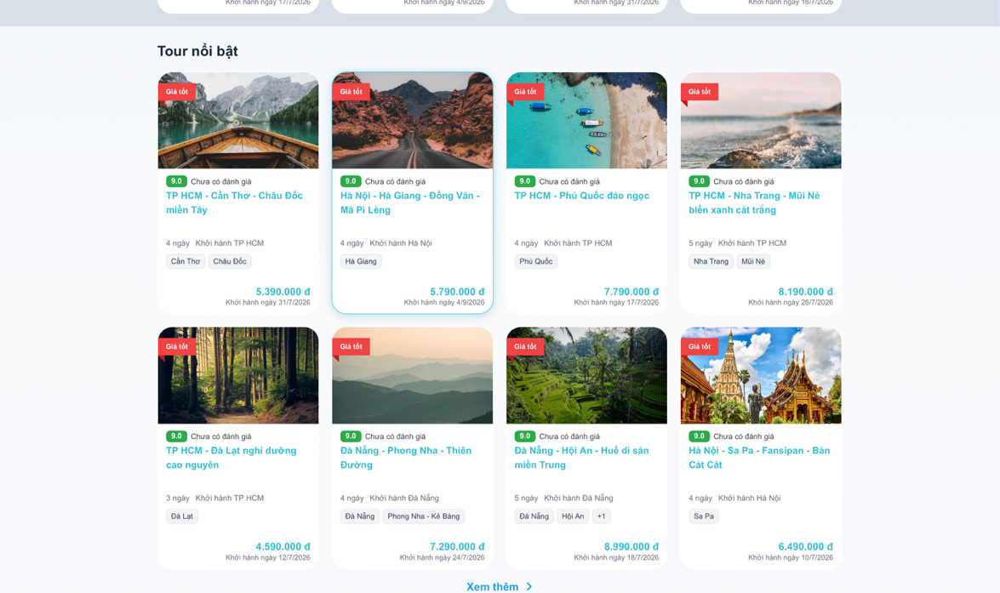 Khởi hành ngày 17/7/2026
Khởi hành ngày 4/9/2026
Khởi hành ngày 31/7/2026
Khởi hành ngày 18/7/2026
Tour nổi bật
Giá tốt
9.0 Chưa có đánh giá
TP HCM - Cần Thơ - Châu Đốc
miền Tây
4 ngày Khởi hành TP HCM
Cần Thơ Châu Đốc
5.390.000 đ
Khởi hành ngày 31/7/2026
Giá tốt
9.0 Chưa có đánh giá
Hà Nội - Hà Giang - Đồng Văn -
Mã Pì Lèng
4 ngày Khởi hành Hà Nội
Hà Giang
5.790.000 đ
Khởi hành ngày 4/9/2026
Giá tốt
9.0 Chưa có đánh giá
TP HCM - Phú Quốc đảo ngọc
4 ngày Khởi hành TP HCM
Phú Quốc
7.790.000 đ
Khởi hành ngày 17/7/2026
Giá tốt
9.0 Chưa có đánh giá
TP HCM - Nha Trang - Mũi Né
biển xanh cát trắng
5 ngày Khởi hành TP HCM
Nha Trang Mũi Né
8.190.000 đ
Khởi hành ngày 26/7/2026
Giá tốt
9.0 Chưa có đánh giá
TP HCM - Đà Lạt nghỉ dưỡng
cao nguyên
3 ngày Khởi hành TP HCM
Đà Lạt
4.590.000 đ
Khởi hành ngày 12/7/2026
Giá tốt
9.0 Chưa có đánh giá
Đà Nẵng - Phong Nha - Thiên
Đường
4 ngày Khởi hành Đà Nẵng
Đà Nẵng Phong Nha - Kẻ Bàng
7.290.000 đ
Khởi hành ngày 24/7/2026
Giá tốt
9.0 Chưa có đánh giá
Đà Nẵng - Hội An - Huế di sản
miền Trung
5 ngày Khởi hành Đà Nẵng
Đà Nẵng Hội An +1
8.990.000 đ
Khởi hành ngày 18/7/2026
Giá tốt
9.0 Chưa có đánh giá
Hà Nội - Sa Pa - Fansipan - Bản
Cát Cát
4 ngày Khởi hành Hà Nội
Sa Pa
6.490.000 đ
Khởi hành ngày 10/7/2026
Xem thêm